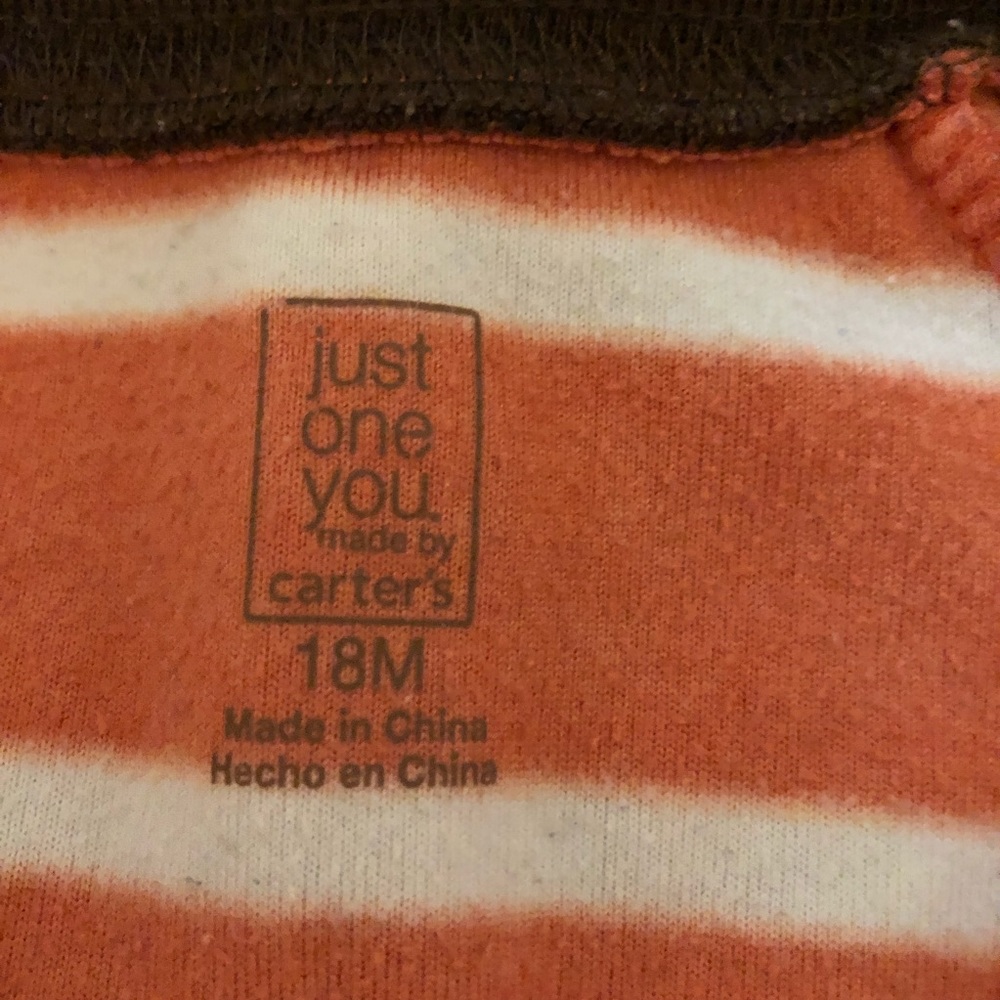 just
one
you.
made by
carter's
18M
Made in China
Hecho en China